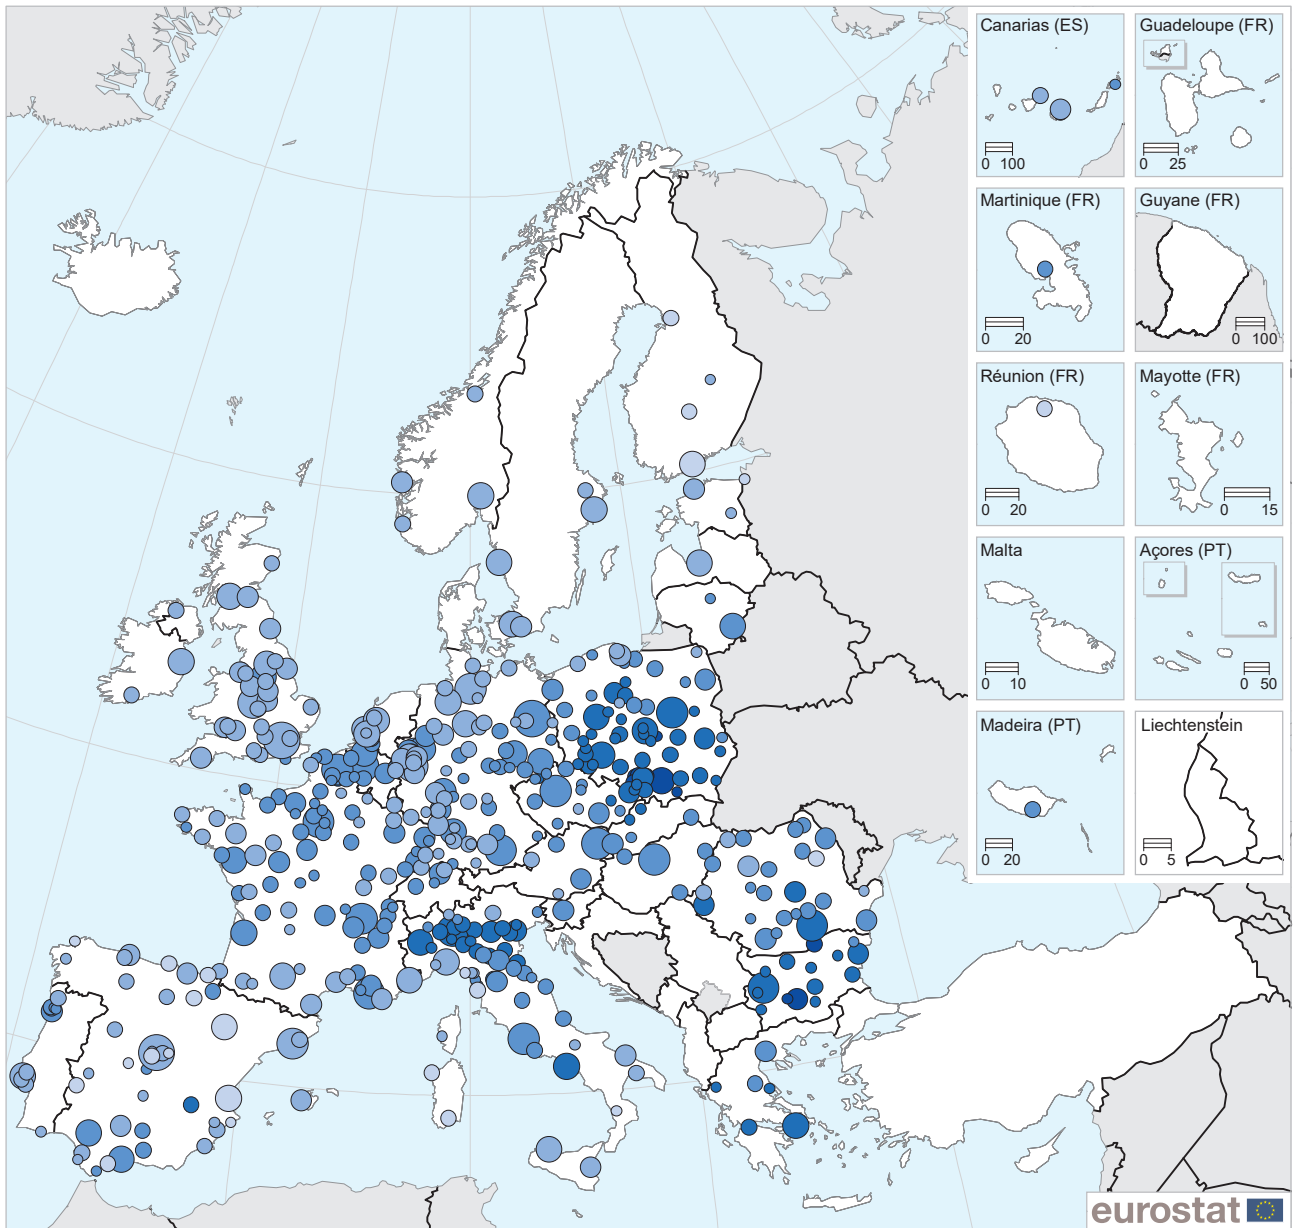 Canarias (ES)
0 100
Guadeloupe (FR)
0 25
Martinique (FR)
0 20
Guyane (FR)
0 100
Réunion (FR)
0 20
Mayotte (FR)
0 15
Malta
0 10
Açores (PT)
0 50
Madeira (PT)
0 20
Liechtenstein
0 5
eurostat